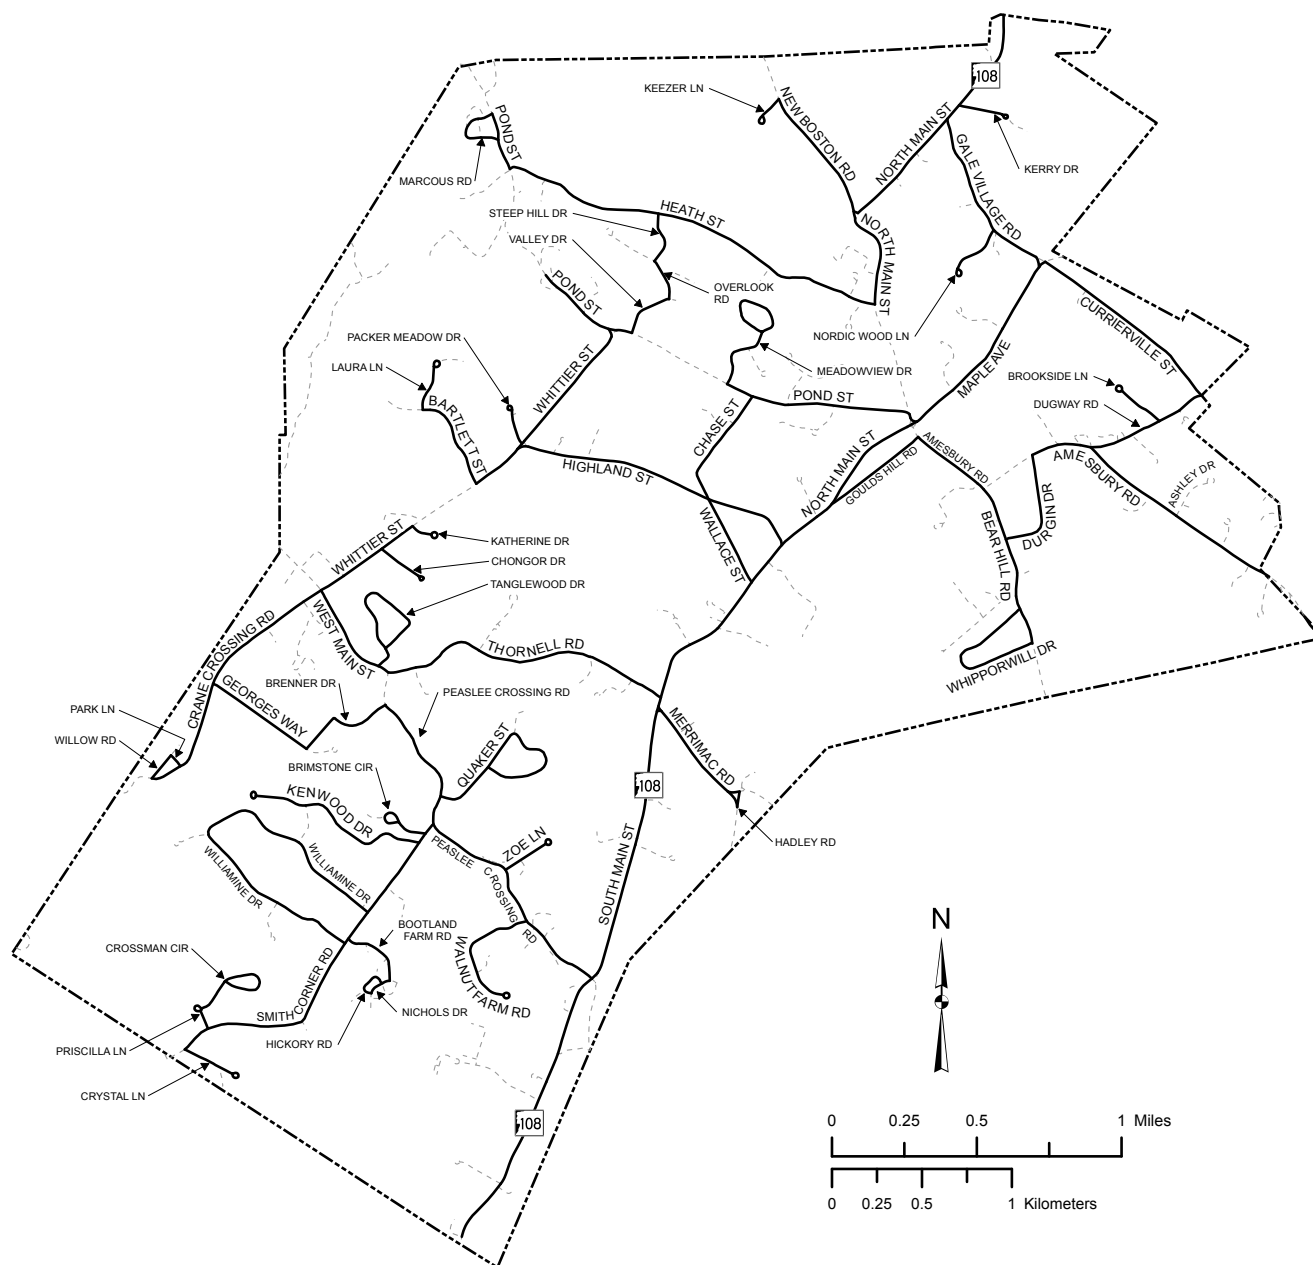 108
KEEZER LN
NEW BOSTON RD
NORTH MAIN ST
POND ST
GALE VILLAGE RD
KERRY DR
MARCOUS RD
STEEP HILL DR
HEATH ST
NORTH MAIN ST
VALLEY DR
POND ST
OVERLOOK
RD
CURRIERVILLE ST
PACKER MEADOW DR
NORDIC WOOD LN
LAURA LN
WHITTIER ST
MEADOWVIEW DR
MAPLE AVE
BROOKSIDE LN
BARTLETT ST
POND ST
DUGWAY RD
CHASE ST
HIGHLAND ST
NORTH MAIN ST
GOULDS HILL RD
AMESBURY RD
AMESBURY RD
ASHLEY DR
WALLACE ST
BEAR HILL RD
DURGIN DR
WHITTIER ST
KATHERINE DR
CHONGOR DR
TANGLEWOOD DR
WEST MAIN ST
CRANE CROSSING RD
THORNELL RD
WHIPPORWILL DR
BRENNER DR
GEORGES WAY
PEASLEE CROSSING RD
PARK LN
WILLOW RD
MERRIMAC RD
QUAKER ST
BRIMSTONE CIR
108
KENWOOD DR
HADLEY RD
ZOE LN
PEASLEE
CROSSING
RD
WILLIAMINE DR
WILLIAMINE DR
SOUTH MAIN ST
BOOTLAND
FARM RD
CROSSMAN CIR
WALNUT FARM RD
SMITH CORNER RD
NICHOLS DR
HICKORY RD
PRISCILLA LN
CRYSTAL LN
108
N
0 0.25 0.5 1 Miles
0 0.25 0.5 1 Kilometers